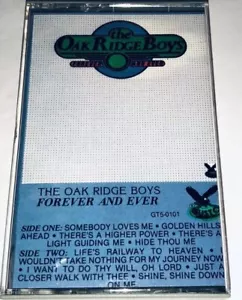 the
OAK RIDGE BOYS
FOREVER AND EVER
THE OAK RIDGE BOYS
FOREVER AND EVER
GT5-0101
SIDE ONE: SOMEBODY LOVES ME • GOLDEN HILLS
AHEAD • THERE'S A HIGHER POWER • THERE'S A
LIGHT GUIDING ME • HIDE THOU ME
SIDE TWO: LIFE'S RAILWAY TO HEAVEN •
WOULDN'T TAKE NOTHING FOR MY JOURNEY NOW
• I WANT TO DO THY WILL, OH LORD • JUST A
CLOSER WALK WITH THEE • SHINE, SHINE DOWN
ON ME